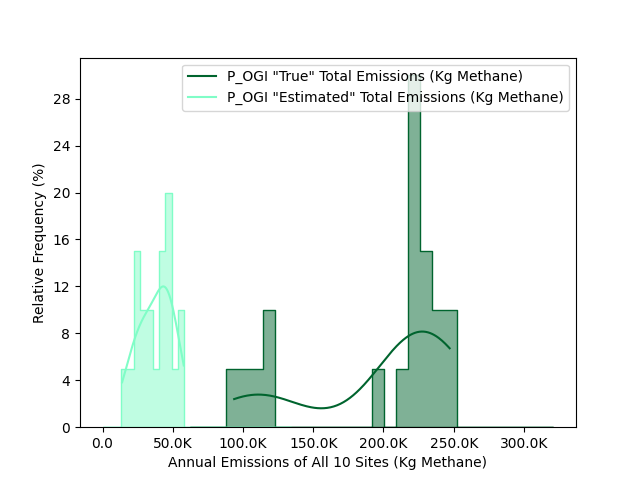 P_OGI "True" Total Emissions (Kg Methane)
P_OGI "Estimated" Total Emissions (Kg Methane)
28
24
20
16
12
8
4
0
Relative Frequency (%)
0.0 50.0K 100.0K 150.0K 200.0K 250.0K 300.0K
Annual Emissions of All 10 Sites (Kg Methane)